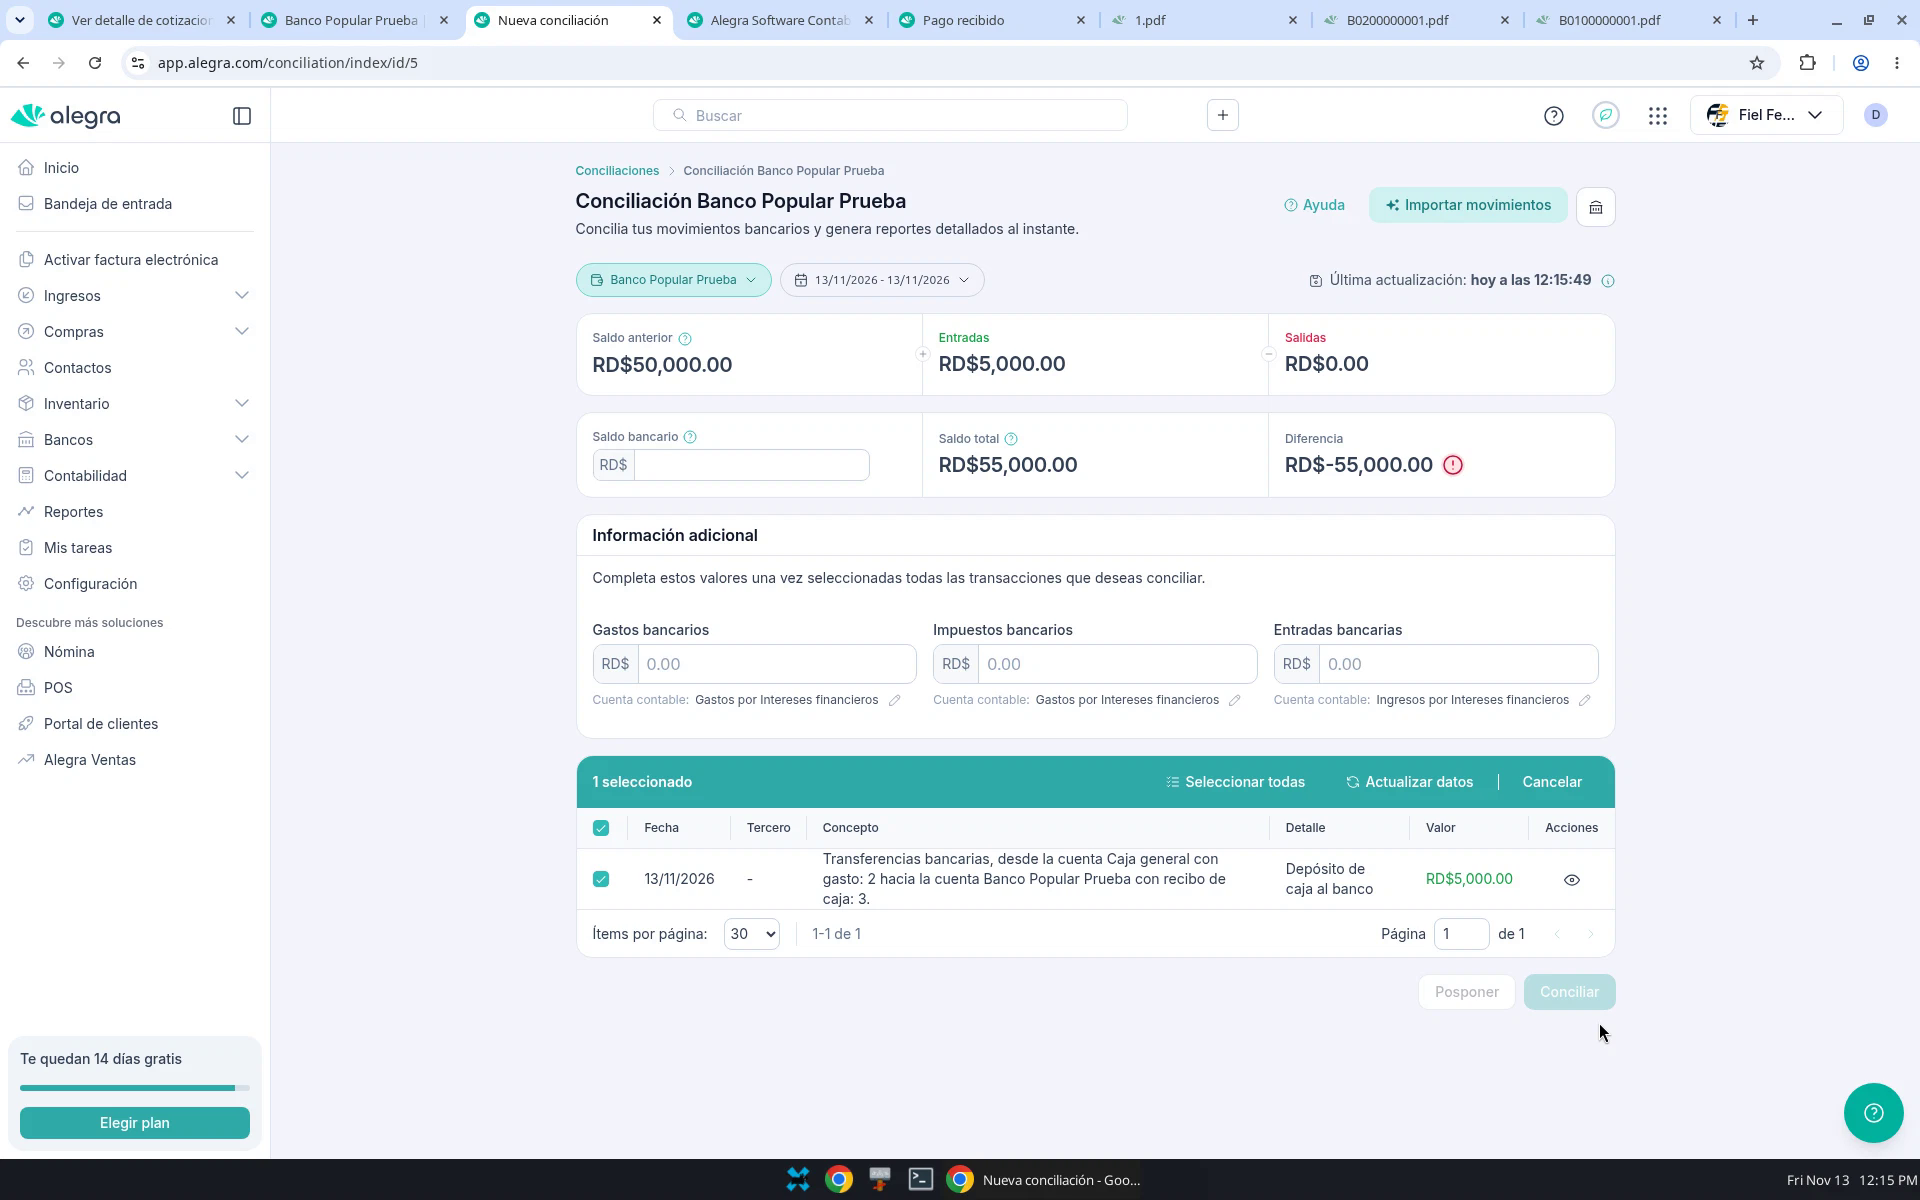 Ver detalle de cotizacion
Banco Popular Prueba
Nueva conciliación
Alegra Software Contab
Pago recibido
1.pdf
B0200000001.pdf
B0100000001.pdf
app.alegra.com/conciliation/index/id/5
alegra
Buscar
Fiel Fe...
D
Inicio
Bandeja de entrada
Activar factura electrónica
Ingresos
Compras
Contactos
Inventario
Bancos
Contabilidad
Reportes
Mis tareas
Configuración
Descubre más soluciones
Nómina
POS
Portal de clientes
Alegra Ventas
Te quedan 14 días gratis
Elegir plan
Conciliaciones > Conciliación Banco Popular Prueba
Conciliación Banco Popular Prueba
Concilia tus movimientos bancarios y genera reportes detallados al instante.
Ayuda
Importar movimientos
Banco Popular Prueba
13/11/2026 - 13/11/2026
Última actualización: hoy a las 12:15:49
Saldo anterior
RD$50,000.00
Entradas
RD$5,000.00
Salidas
RD$0.00
Saldo bancario
RD$
Saldo total
RD$55,000.00
Diferencia
RD$-55,000.00
Información adicional
Completa estos valores una vez seleccionadas todas las transacciones que deseas conciliar.
Gastos bancarios
RD$ 0.00
Cuenta contable: Gastos por Intereses financieros
Impuestos bancarios
RD$ 0.00
Cuenta contable: Gastos por Intereses financieros
Entradas bancarias
RD$ 0.00
Cuenta contable: Ingresos por Intereses financieros
1 seleccionado
Seleccionar todas
Actualizar datos
Cancelar
Fecha
Tercero
Concepto
Detalle
Valor
Acciones
13/11/2026
-
Transferencias bancarias, desde la cuenta Caja general con
gasto: 2 hacia la cuenta Banco Popular Prueba con recibo de
caja: 3.
Depósito de
caja al banco
RD$5,000.00
Ítems por página: 30
1-1 de 1
Página 1 de 1
Posponer
Conciliar
Nueva conciliación - Goo...
Fri Nov 13 12:15 PM